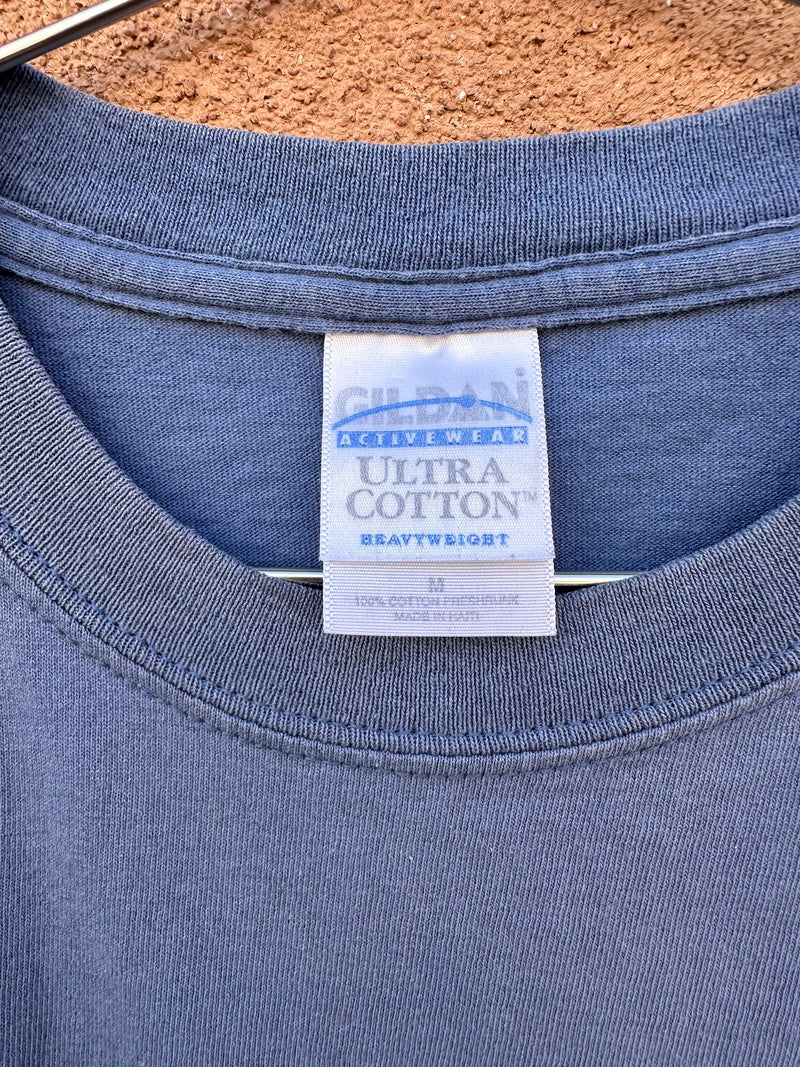 GILDAN
ACTIVEWEAR
ULTRA
COTTON™
HEAVYWEIGHT
M
100% COTTON PRESHRUNK
MADE IN HAITI